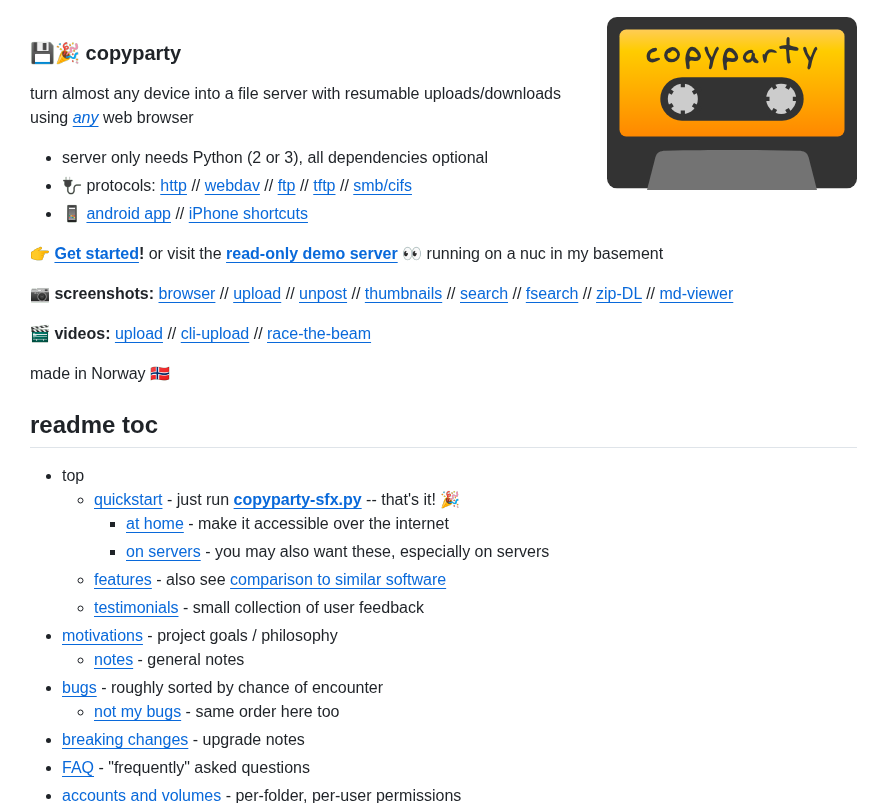 copyparty
💾🎉 copyparty
turn almost any device into a file server with resumable uploads/downloads
using any web browser
server only needs Python (2 or 3), all dependencies optional
🔌 protocols: http // webdav // ftp // tftp // smb/cifs
📱 android app // iPhone shortcuts
👉 Get started! or visit the read-only demo server 👀 running on a nuc in my basement
📷 screenshots: browser // upload // unpost // thumbnails // search // fsearch // zip-DL // md-viewer
🎬 videos: upload // cli-upload // race-the-beam
made in Norway 🇳🇴
readme toc
top
quickstart - just run copyparty-sfx.py -- that's it! 🎉
at home - make it accessible over the internet
on servers - you may also want these, especially on servers
features - also see comparison to similar software
testimonials - small collection of user feedback
motivations - project goals / philosophy
notes - general notes
bugs - roughly sorted by chance of encounter
not my bugs - same order here too
breaking changes - upgrade notes
FAQ - "frequently" asked questions
accounts and volumes - per-folder, per-user permissions